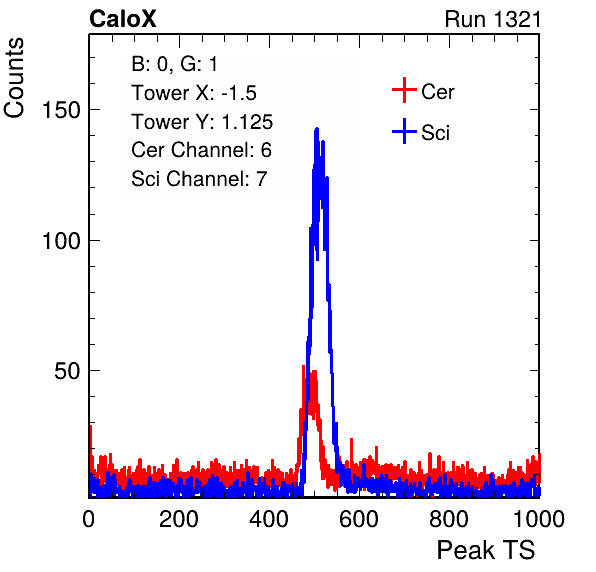 CaloX Run 1321
Counts
B: 0, G: 1
Tower X: -1.5
Tower Y: 1.125
Cer Channel: 6
Sci Channel: 7
Cer
Sci
150
100
50
0 200 400 600 800 1000
Peak TS